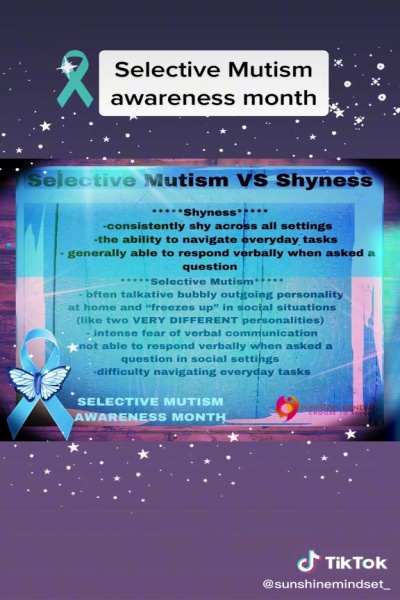 Selective Mutism
awareness month
Selective Mutism VS Shyness
*****Shyness*****
-consistently shy across all settings
-the ability to navigate everyday tasks
- generally able to respond verbally when asked a
question
*****Selective Mutism*****
- often talkative bubbly outgoing personality
at home and “freezes up” in social situations
(like two VERY DIFFERENT personalities)
- intense fear of verbal communication
-not able to respond verbally when asked a
question in social settings
-difficulty navigating everyday tasks
SELECTIVE MUTISM
AWARENESS MONTH
TikTok
@sunshinemindset_